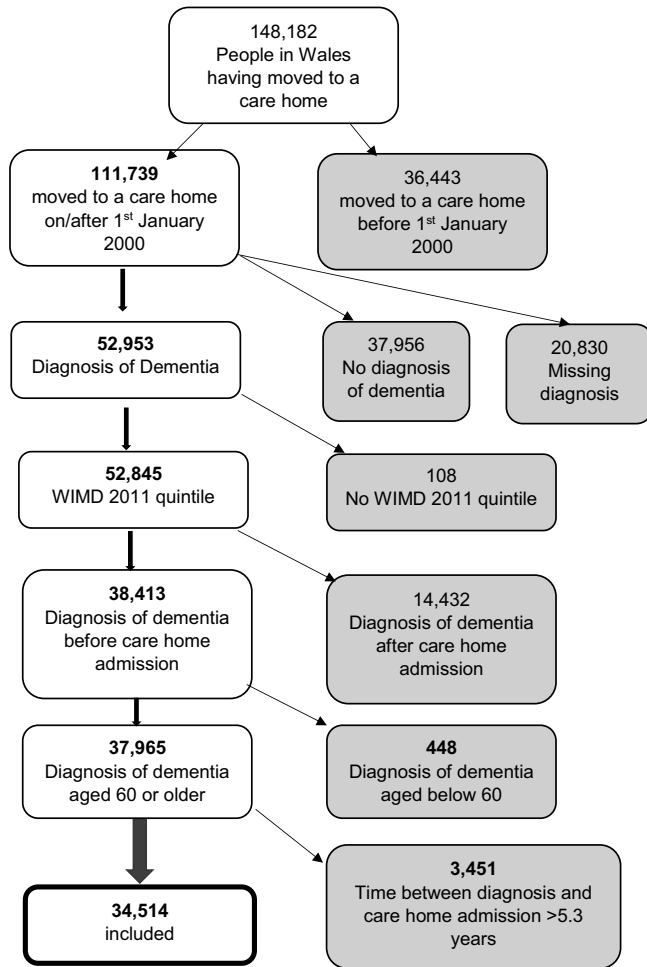 148,182
People in Wales
having moved to a
care home
111,739
moved to a care home
on/after 1st January
2000
36,443
moved to a care home
before 1st January
2000
52,953
Diagnosis of Dementia
37,956
No diagnosis
of dementia
20,830
Missing
diagnosis
52,845
WIMD 2011 quintile
108
No WIMD 2011 quintile
38,413
Diagnosis of dementia
before care home
admission
14,432
Diagnosis of dementia
after care home
admission
37,965
Diagnosis of dementia
aged 60 or older
448
Diagnosis of dementia
aged below 60
34,514
included
3,451
Time between diagnosis and
care home admission >5.3
years